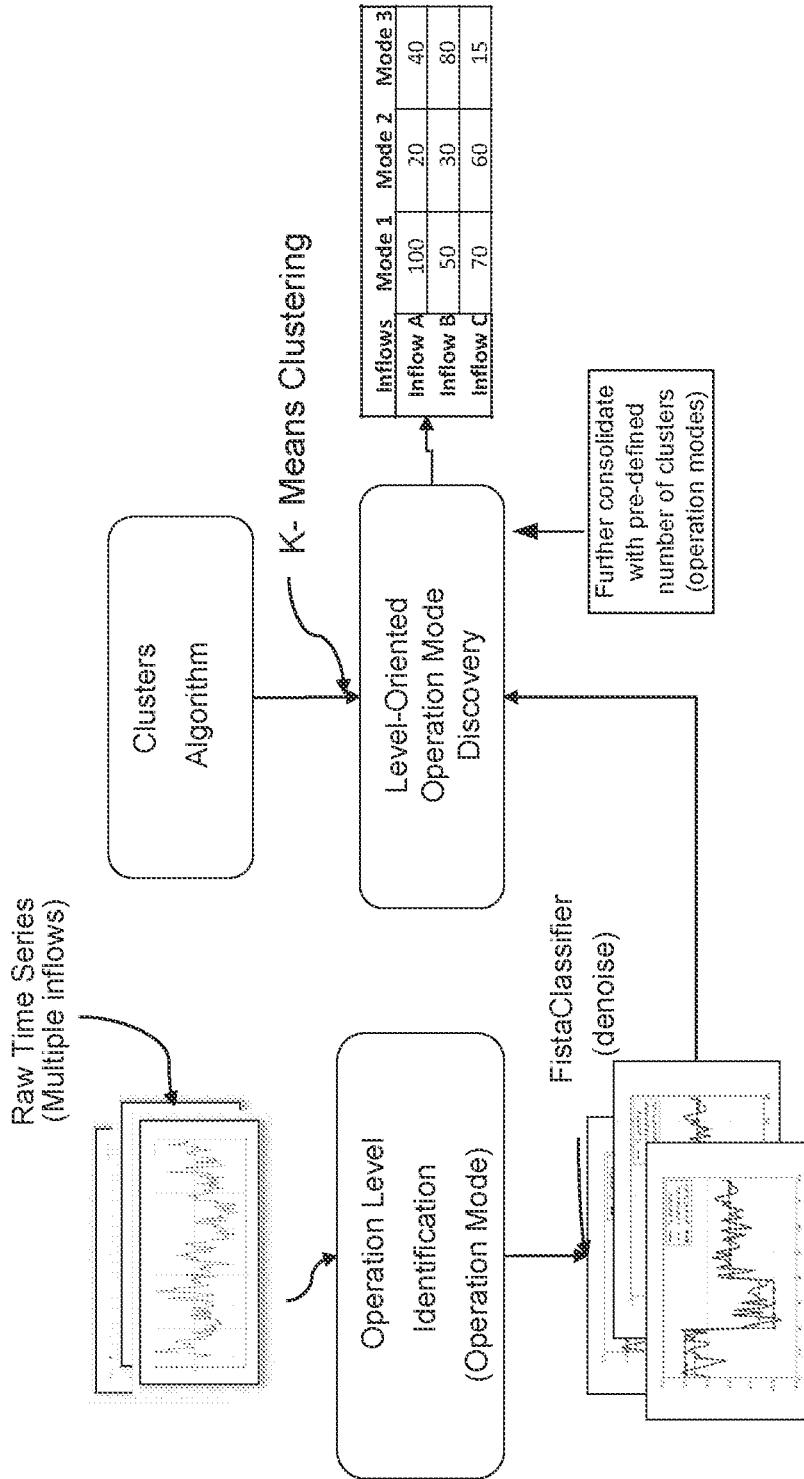 Raw Time Series
(Multiple inflows)
Operation Level
Identification
(Operation Mode)
FistaClassifier
(denoise)
Clusters
Algorithm
K- Means Clustering
Level-Oriented
Operation Mode
Discovery
Further consolidate
with pre-defined
number of clusters
(operation modes)
Inflows Mode 1 Mode 2 Mode 3
Inflow A 100 20 40
Inflow B 50 30 80
Inflow C 70 60 15